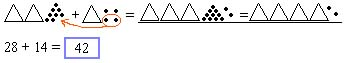 + = =
28 + 14 = 42